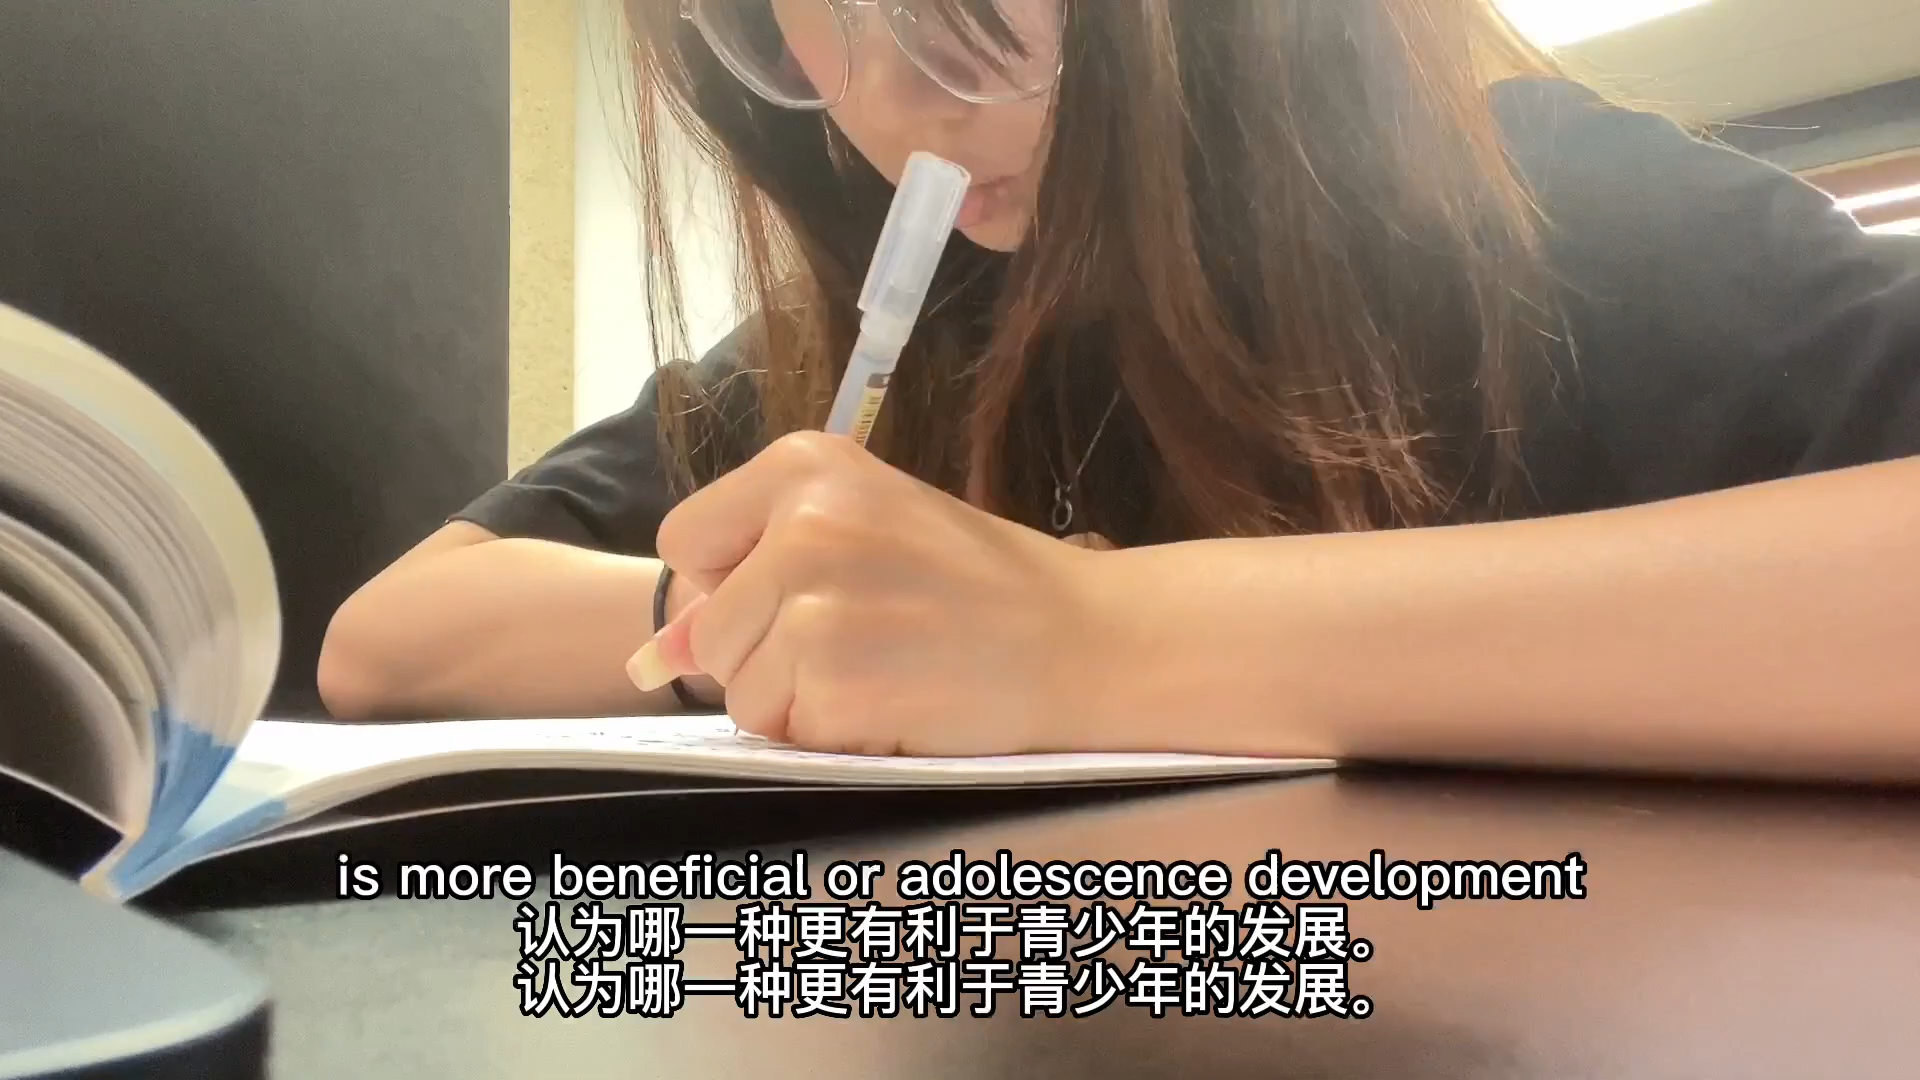 is more beneficial or adolescence development
认为哪一种更有利于青少年的发展。
认为哪一种更有利于青少年的发展。